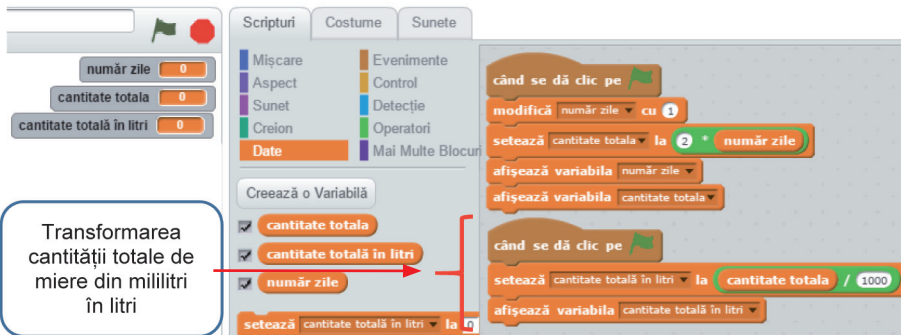 număr zile 0
cantitate totala 0
cantitate totală în litri 0
Transformarea
cantității totale de
miere din mililitri
în litri
Scripturi Costume Sunete
Mișcare Evenimente
Aspect Control
Sunet Detecție
Creion Operatori
Date Mai Multe Blocuri
Creează o Variabilă
cantitate totala
cantitate totală în litri
număr zile
setează cantitate totală în litri la 0
când se dă clic pe
modifică număr zile cu 1
setează cantitate totala la 2 * număr zile
afişează variabila număr zile
afişează variabila cantitate totala
când se dă clic pe
setează cantitate totală în litri la cantitate totala / 1000
afişează variabila cantitate totală în litri